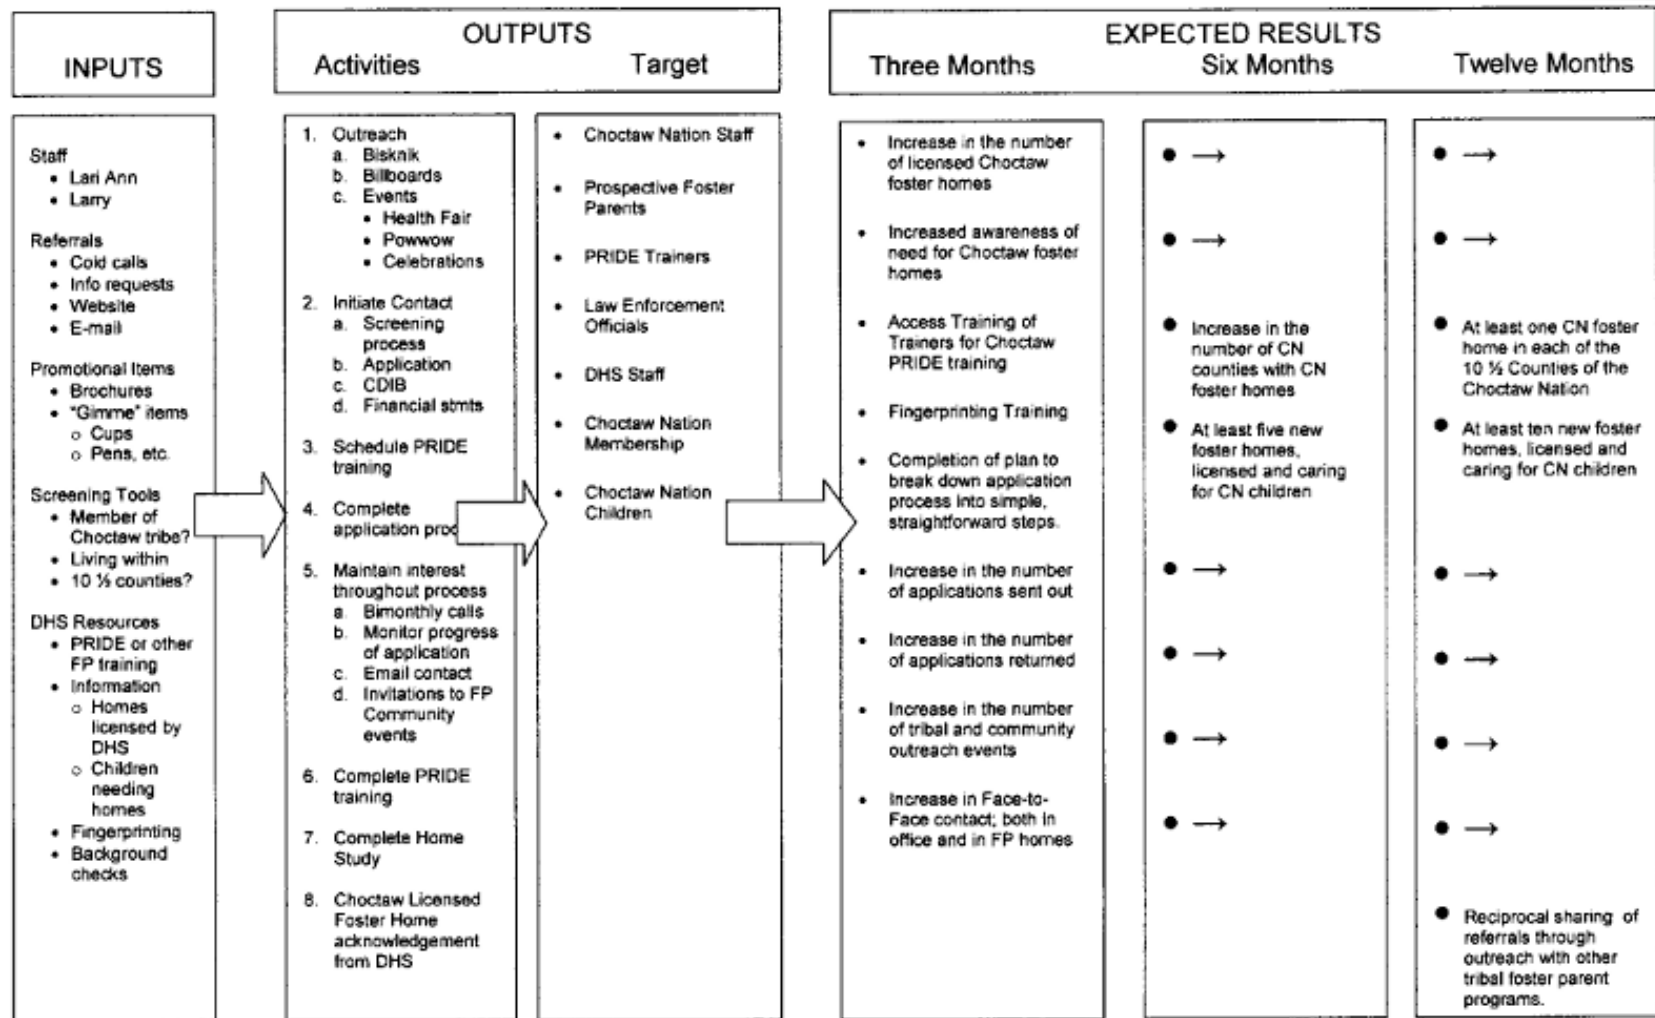 INPUTS
OUTPUTS
Activities
Target
EXPECTED RESULTS
Three Months
Six Months
Twelve Months
Staff
• Lari Ann
• Larry
Referrals
• Cold calls
• Info requests
• Website
• E-mail
Promotional Items
• Brochures
• "Gimme" items
o Cups
o Pens, etc.
Screening Tools
• Member of
Choctaw tribe?
• Living within
• 10 ½ counties?
DHS Resources
• PRIDE or other
FP training
• Information
o Homes
licensed by
DHS
o Children
needing
homes
• Fingerprinting
• Background
checks
1. Outreach
a. Bisknik
b. Billboards
c. Events
• Health Fair
• Powwow
• Celebrations
2. Initiate Contact
a. Screening
process
b. Application
c. CDIB
d. Financial stmts
3. Schedule PRIDE
training
4. Complete
application proc
5. Maintain interest
throughout process
a. Bimonthly calls
b. Monitor progress
of application
c. Email contact
d. Invitations to FP
Community
events
6. Complete PRIDE
training
7. Complete Home
Study
8. Choctaw Licensed
Foster Home
acknowledgement
from DHS
• Choctaw Nation Staff
• Prospective Foster
Parents
• PRIDE Trainers
• Law Enforcement
Officials
• DHS Staff
• Choctaw Nation
Membership
• Choctaw Nation
Children
• Increase in the number
of licensed Choctaw
foster homes
• Increased awareness of
need for Choctaw foster
homes
• Access Training of
Trainers for Choctaw
PRIDE training
• Fingerprinting Training
• Completion of plan to
break down application
process into simple,
straightforward steps.
• Increase in the number
of applications sent out
• Increase in the number
of applications returned
• Increase in the number
of tribal and community
outreach events
• Increase in Face-to-
Face contact; both in
office and in FP homes
● →
● →
● Increase in the
number of CN
counties with CN
foster homes
● At least five new
foster homes,
licensed and caring
for CN children
● →
● →
● →
● →
● →
● →
● At least one CN foster
home in each of the
10 ½ Counties of the
Choctaw Nation
● At least ten new foster
homes, licensed and
caring for CN children
● →
● →
● →
● →
● Reciprocal sharing of
referrals through
outreach with other
tribal foster parent
programs.